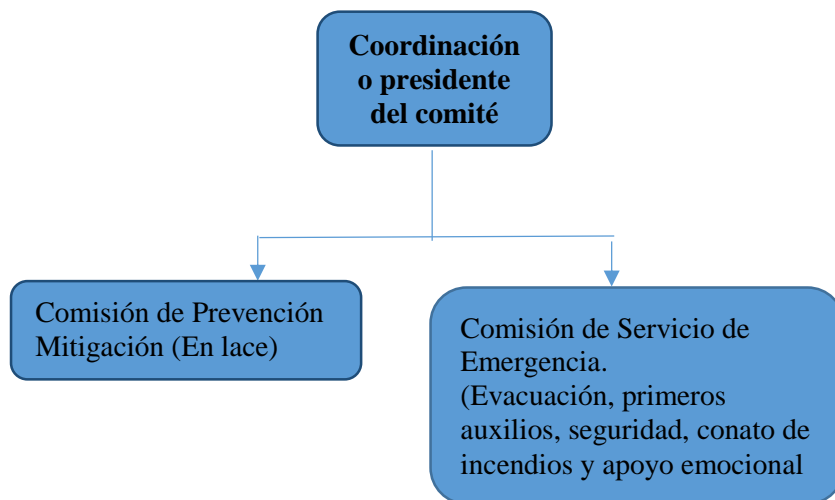 Coordinación
o presidente
del comité
Comisión de Prevención
Mitigación (En lace)
Comisión de Servicio de
Emergencia.
(Evacuación, primeros
auxilios, seguridad, conato de
incendios y apoyo emocional